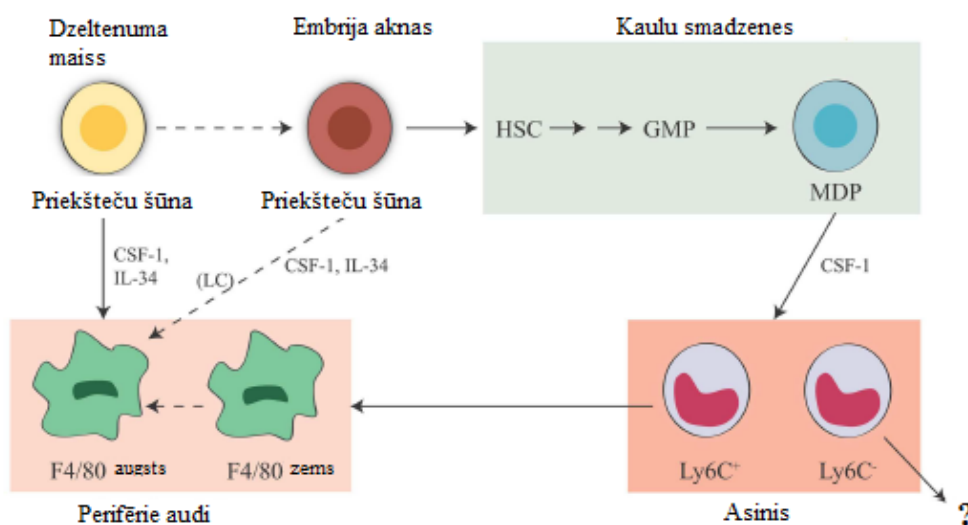 Dzeltenuma
maiss
Embrija aknas
Kaulu smadzenes
HSC
GMP
MDP
Priekšteču šūna
Priekšteču šūna
CSF-1,
IL-34
(LC)
CSF-1, IL-34
CSF-1
F4/80 augsts
F4/80 zems
Ly6C⁺
Ly6C⁻
Perifērie audi
Asinis
?